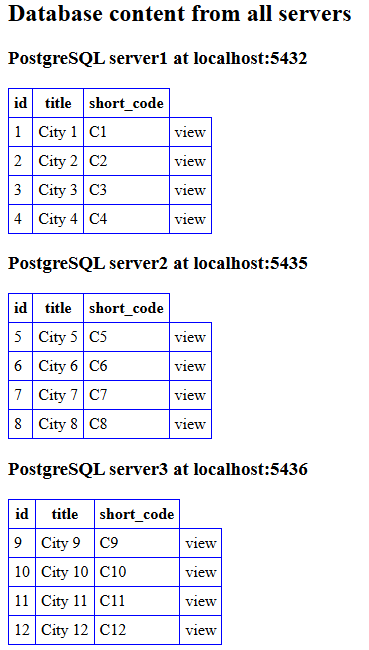 Database content from all servers
PostgreSQL server1 at localhost:5432
id title short_code
1 City 1 C1 view
2 City 2 C2 view
3 City 3 C3 view
4 City 4 C4 view
PostgreSQL server2 at localhost:5435
id title short_code
5 City 5 C5 view
6 City 6 C6 view
7 City 7 C7 view
8 City 8 C8 view
PostgreSQL server3 at localhost:5436
id title short_code
9 City 9 C9 view
10 City 10 C10 view
11 City 11 C11 view
12 City 12 C12 view